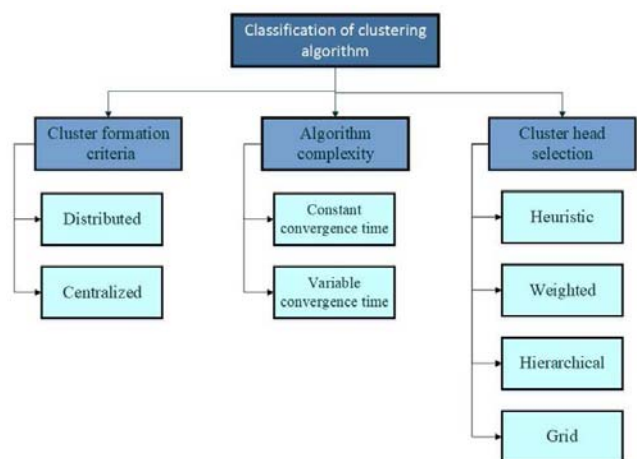 Classification of clustering
algorithm
Cluster formation
criteria
Distributed
Centralized
Algorithm
complexity
Constant
convergence time
Variable
convergence time
Cluster head
selection
Heuristic
Weighted
Hierarchical
Grid